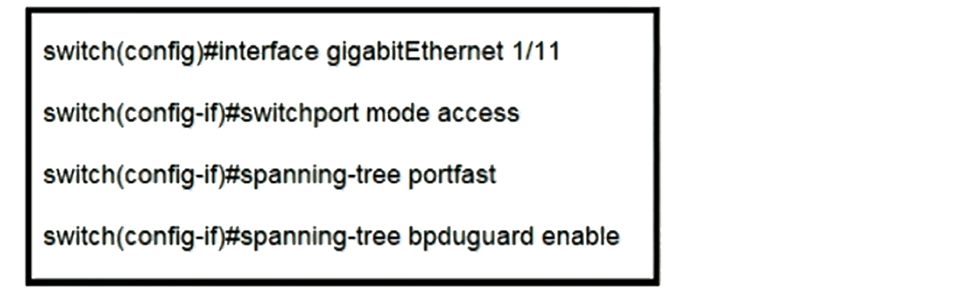 switch(config)#interface gigabitEthernet 1/11
switch(config-if)#switchport mode access
switch(config-if)#spanning-tree portfast
switch(config-if)#spanning-tree bpduguard enable